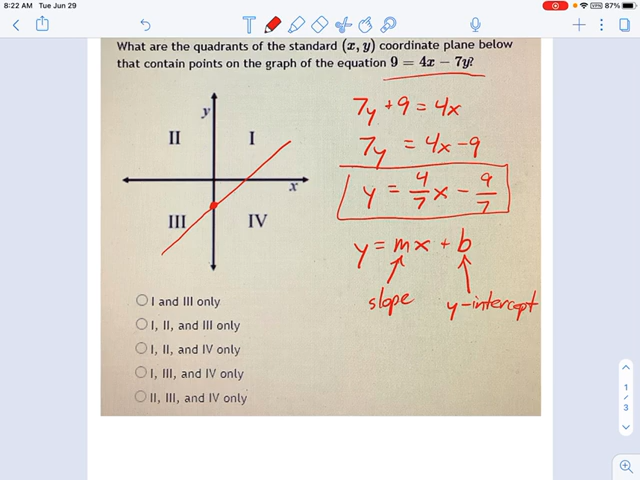 8:22 AM Tue Jun 29
VPN 87%
What are the quadrants of the standard (x, y) coordinate plane below
that contain points on the graph of the equation 9 = 4x − 7y?
7y + 9 = 4x
7y = 4x − 9
y = 4/7 x − 9/7
y = mx + b
slope
y-intercept
y
II
I
x
III
IV
I and III only
I, II, and III only
I, II, and IV only
I, III, and IV only
II, III, and IV only
1
/
3